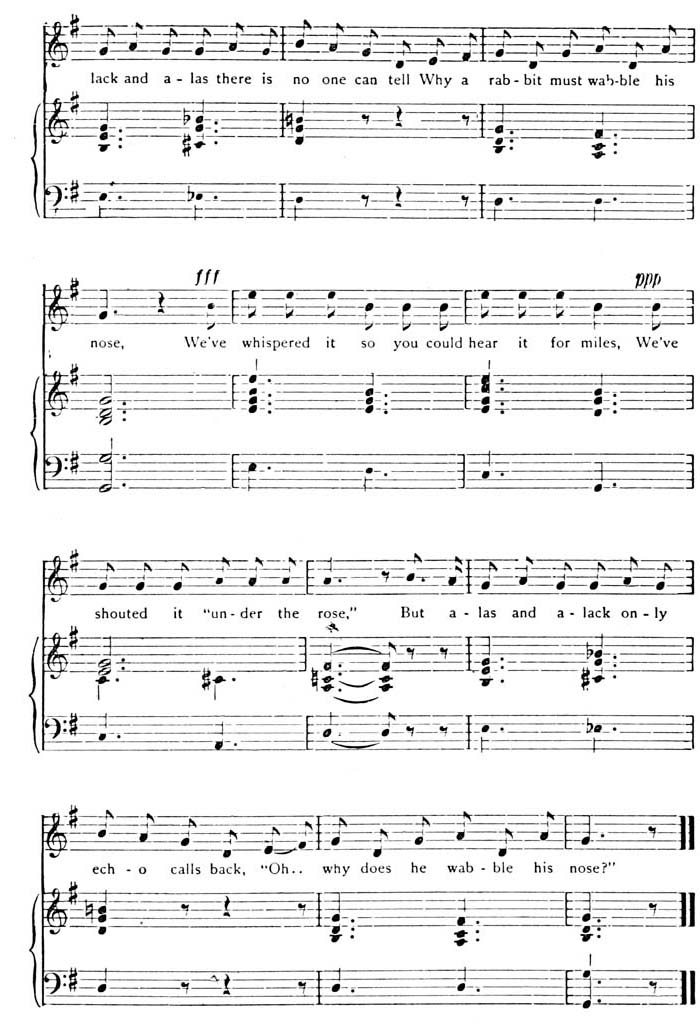 lack and a - las there is no one can tell Why a rab - bit must wab - ble his
fff ppp
nose, We've whispered it so you could hear it for miles, We've
shouted it "un - der the rose," But a - las and a - lack on - ly
ech - o calls back, "Oh.. why does he wab - ble his nose?"